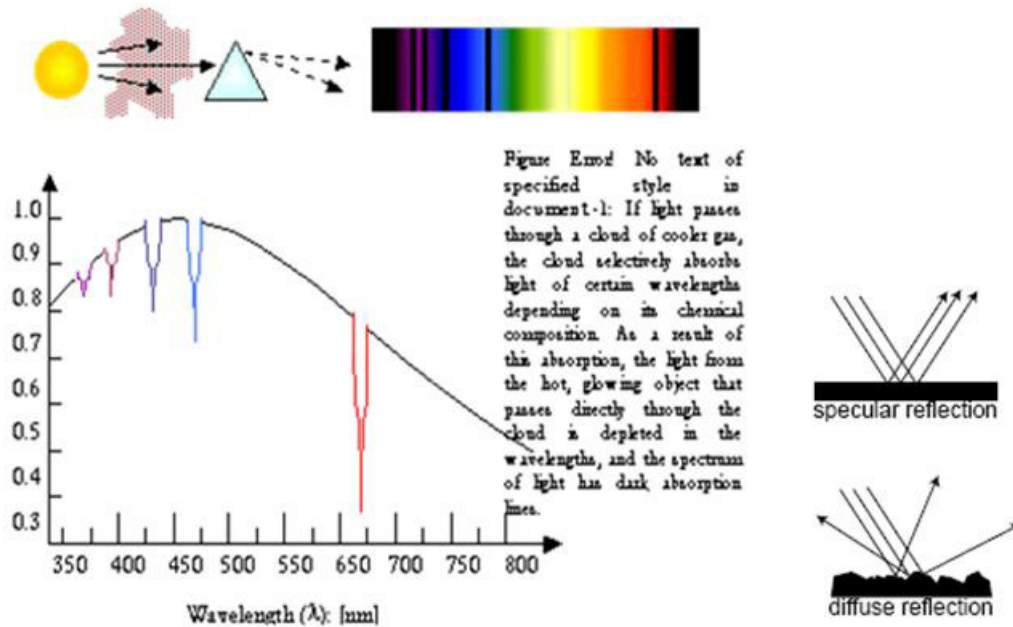 Figure Error! No text of
specified style in
document-1: If light passes
through a cloud of cooler gas,
the cloud selectively absorbs
light of certain wavelengths
depending on its chemical
composition. As a result of
this absorption, the light from
the hot, glowing object that
passes directly through the
cloud is depleted in the
wavelengths, and the spectrum
of light has dark absorption
lines.
1.0
0.9
0.8
0.7
0.6
0.5
0.4
0.3
350 400 450 500 550 600 650 700 800
Wavelength (λ): [nm]
specular reflection
diffuse reflection